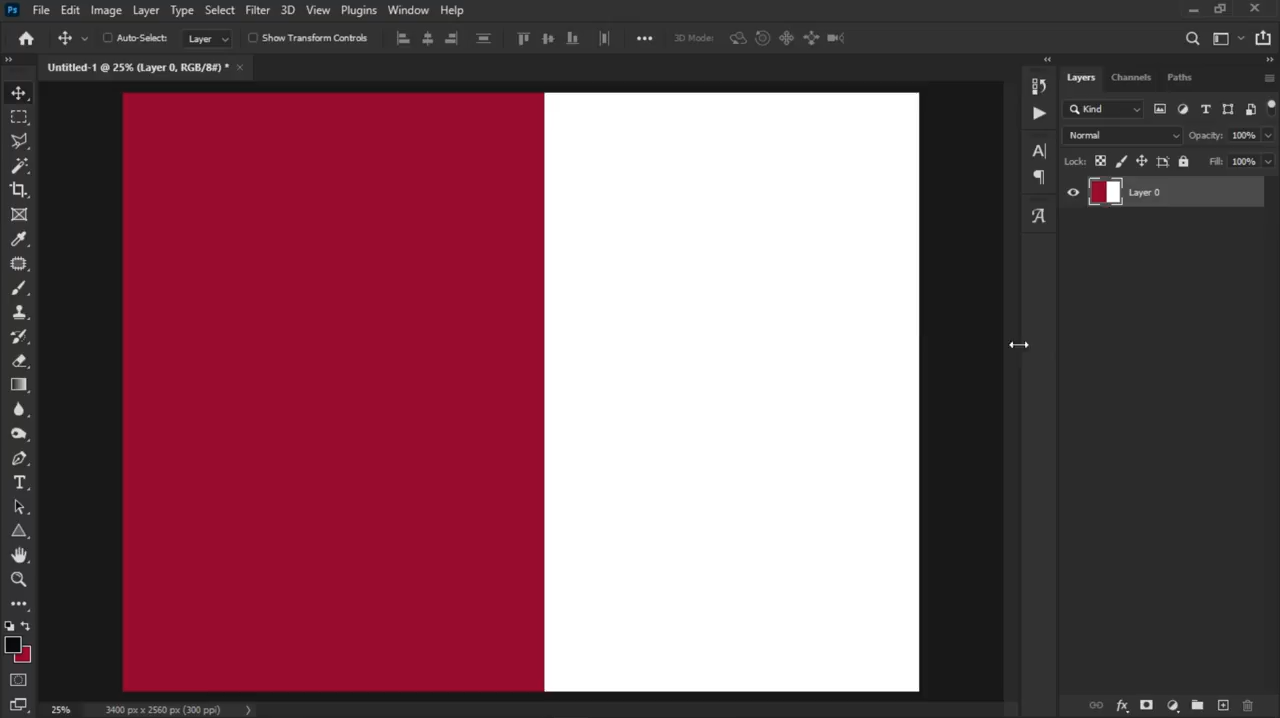 Ps File Edit Image Layer Type Select Filter 3D View Plugins Window Help
Auto-Select: Layer Show Transform Controls 3D Mode:
Untitled-1 @ 25% (Layer 0, RGB/8#) *
Layers Channels Paths
Kind
Normal Opacity: 100%
Lock: Fill: 100%
Layer 0
25% 3400 px x 2560 px (300 ppi)